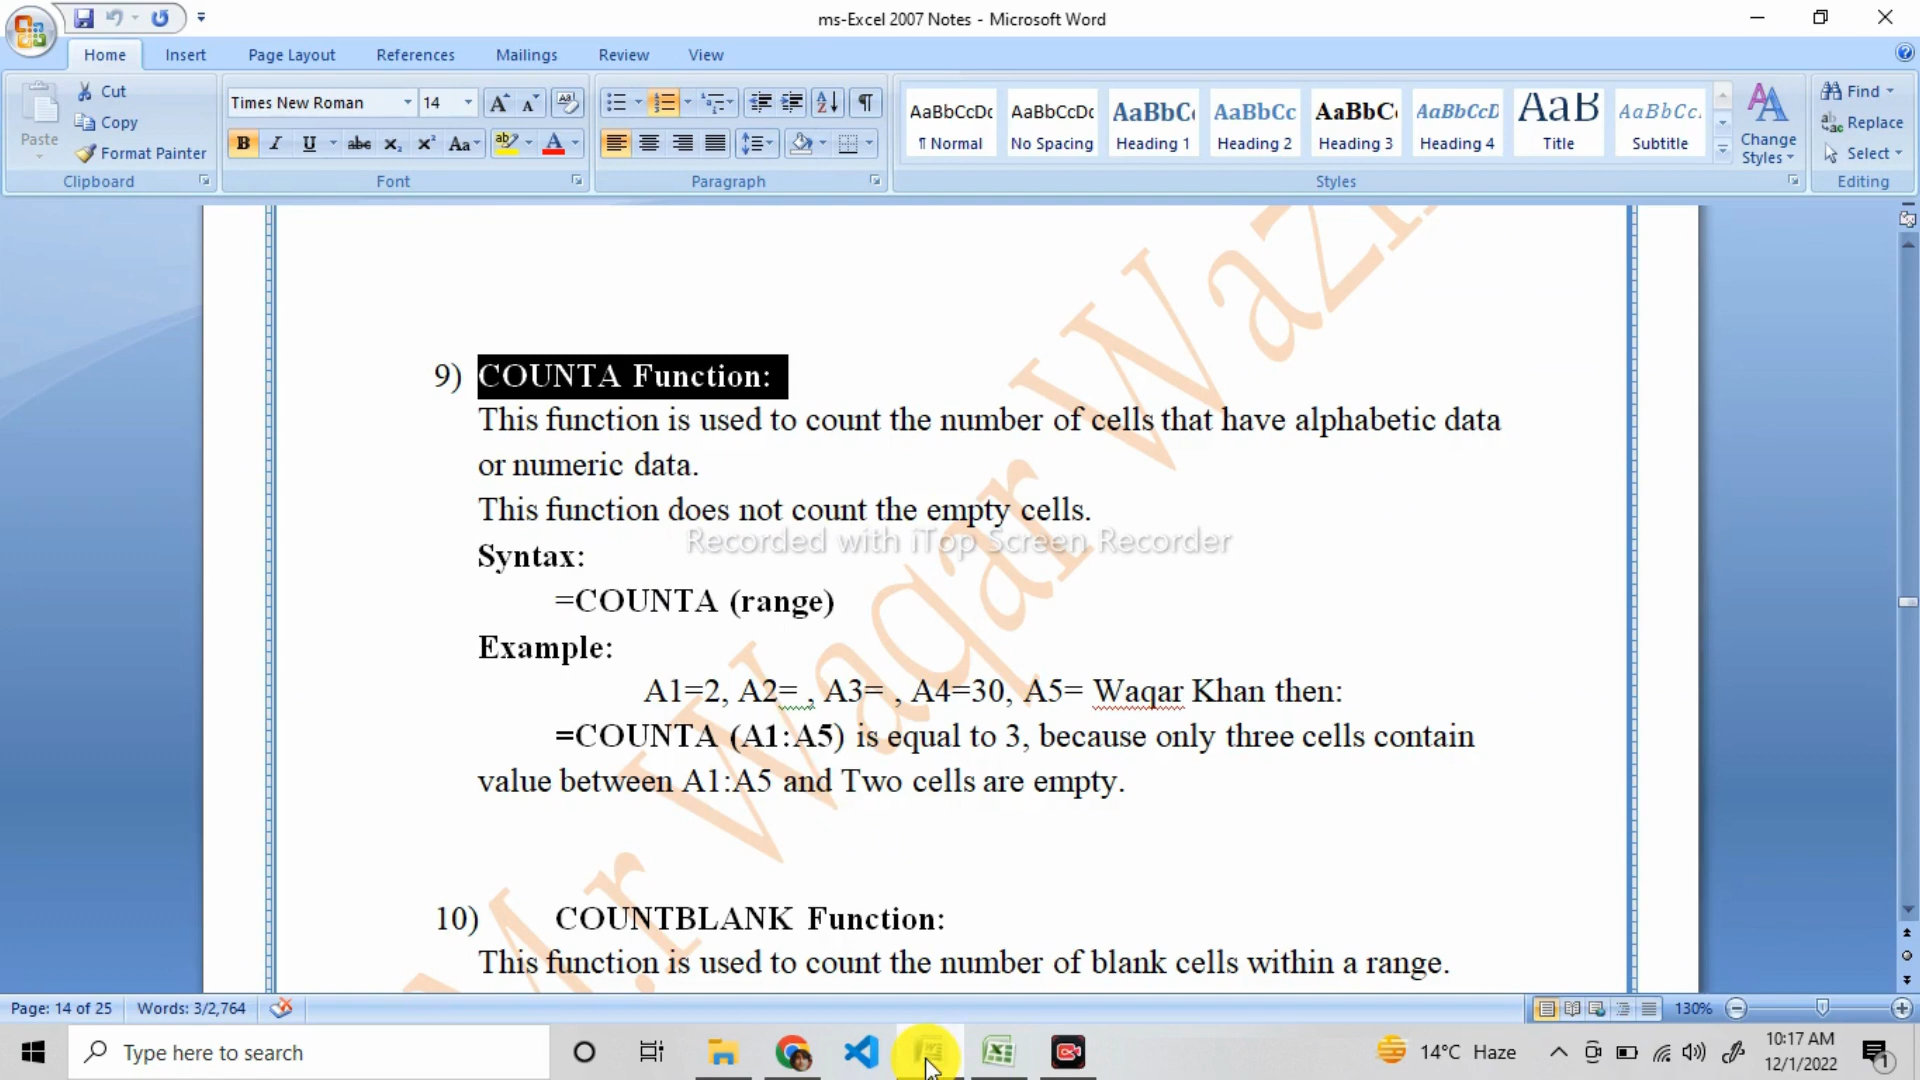 ms-Excel 2007 Notes - Microsoft Word
Home Insert Page Layout References Mailings Review View
Paste
Cut
Copy
Format Painter
Clipboard
Times New Roman 14
B I U abc X₂ X² Aa ab A
Font
Paragraph
AaBbCcDc AaBbCcDc AaBbC AaBbCc AaBbC AaBbCcD AaB AaBbCc.
¶ Normal No Spacing Heading 1 Heading 2 Heading 3 Heading 4 Title Subtitle
Change Styles
Styles
Find
Replace
Select
Editing
9) COUNTA Function:
This function is used to count the number of cells that have alphabetic data
or numeric data.
This function does not count the empty cells.
Recorded with iTop Screen Recorder
Syntax:
=COUNTA (range)
Example:
A1=2, A2= , A3= , A4=30, A5= Waqar Khan then:
=COUNTA (A1:A5) is equal to 3, because only three cells contain
value between A1:A5 and Two cells are empty.
10) COUNTBLANK Function:
This function is used to count the number of blank cells within a range.
M.r Waqar Wazi
Page: 14 of 25 Words: 3/2,764 130%
Type here to search
14°C Haze
10:17 AM
12/1/2022
1